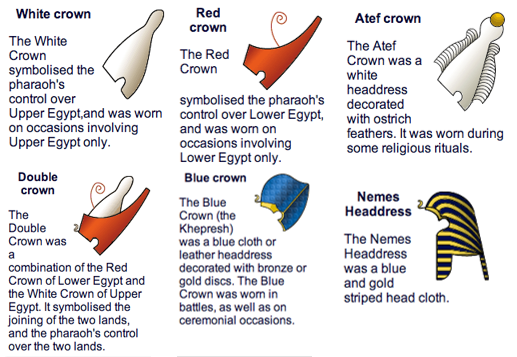 White crown
The White
Crown
symbolised the
pharaoh's
control over
Upper Egypt,and was worn
on occasions involving
Upper Egypt only.
Red
crown
The Red
Crown
symbolised the pharaoh's
control over Lower Egypt,
and was worn on
occasions involving
Lower Egypt only.
Atef crown
The Atef
Crown was a
white
headdress
decorated
with ostrich
feathers. It was worn during
some religious rituals.
Double
crown
The
Double
Crown was
a
combination of the Red
Crown of Lower Egypt and
the White Crown of Upper
Egypt. It symbolised the
joining of the two lands,
and the pharaoh's control
over the two lands.
Blue crown
The Blue
Crown (the
Khepresh)
was a blue cloth or
leather headdress
decorated with bronze or
gold discs. The Blue
Crown was worn in
battles, as well as on
ceremonial occasions.
Nemes
Headdress
The Nemes
Headdress
was a blue
and gold
striped head cloth.